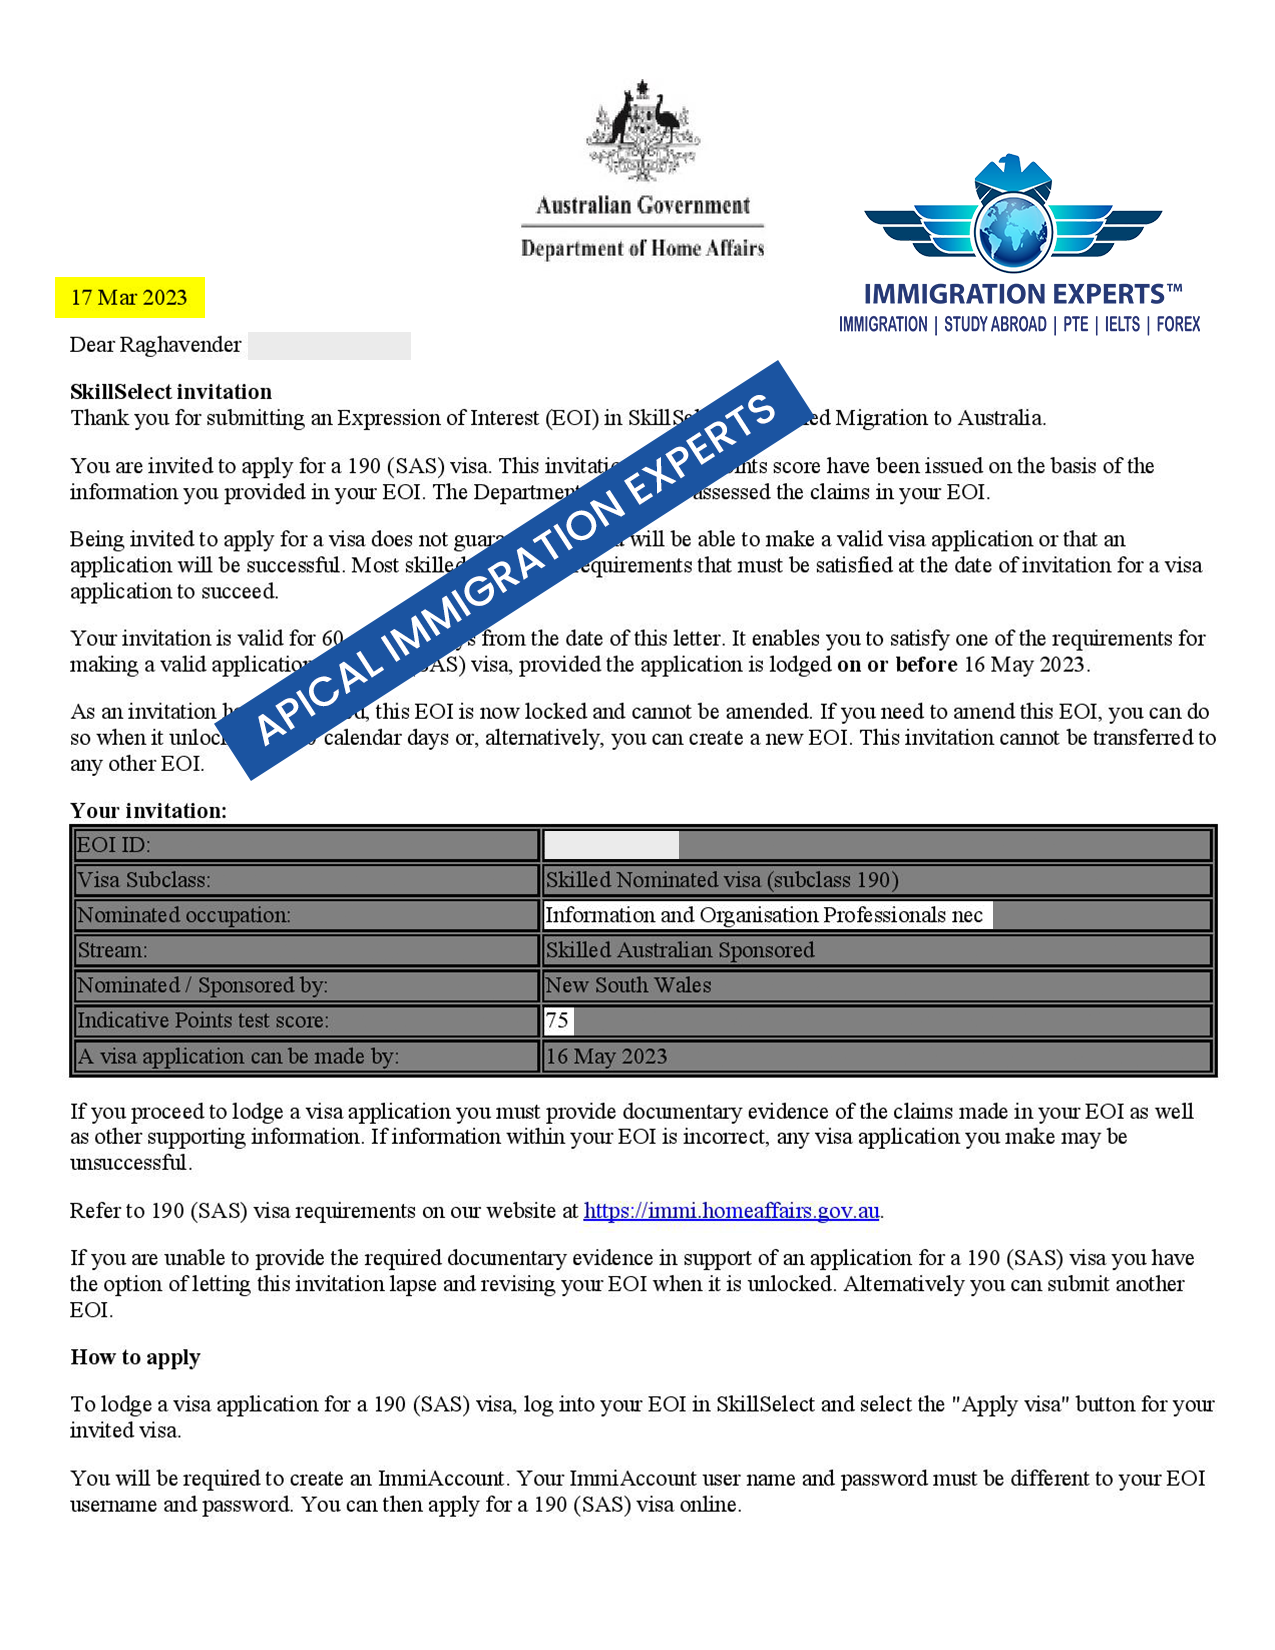 Australian Government
Department of Home Affairs
IMMIGRATION EXPERTS™
IMMIGRATION | STUDY ABROAD | PTE | IELTS | FOREX
17 Mar 2023
Dear Raghavender
SkillSelect invitation
Thank you for submitting an Expression of Interest (EOI) in Migration to Australia.
You are invited to apply for a 190 (SAS) visa. This score have been issued on the basis of the
information you provided in your EOI. The assessed the claims in your EOI.
Being invited to apply for a visa does not will be able to make a valid visa application or that an
application will be successful. Most requirements that must be satisfied at the date of invitation for a visa
application to succeed.
Your invitation is valid for 60 from the date of this letter. It enables you to satisfy one of the requirements for
making a valid (SAS) visa, provided the application is lodged on or before 16 May 2023.
As an invitation this EOI is now locked and cannot be amended. If you need to amend this EOI, you can do
so when it calendar days or, alternatively, you can create a new EOI. This invitation cannot be transferred to
any other EOI.
APICAL IMMIGRATION EXPERTS
Your invitation:
EOI ID:
Visa Subclass: Skilled Nominated visa (subclass 190)
Nominated occupation: Information and Organisation Professionals nec
Stream: Skilled Australian Sponsored
Nominated / Sponsored by: New South Wales
Indicative Points test score: 75
A visa application can be made by: 16 May 2023
If you proceed to lodge a visa application you must provide documentary evidence of the claims made in your EOI as well
as other supporting information. If information within your EOI is incorrect, any visa application you make may be
unsuccessful.
Refer to 190 (SAS) visa requirements on our website at https://immi.homeaffairs.gov.au.
If you are unable to provide the required documentary evidence in support of an application for a 190 (SAS) visa you have
the option of letting this invitation lapse and revising your EOI when it is unlocked. Alternatively you can submit another
EOI.
How to apply
To lodge a visa application for a 190 (SAS) visa, log into your EOI in SkillSelect and select the "Apply visa" button for your
invited visa.
You will be required to create an ImmiAccount. Your ImmiAccount user name and password must be different to your EOI
username and password. You can then apply for a 190 (SAS) visa online.